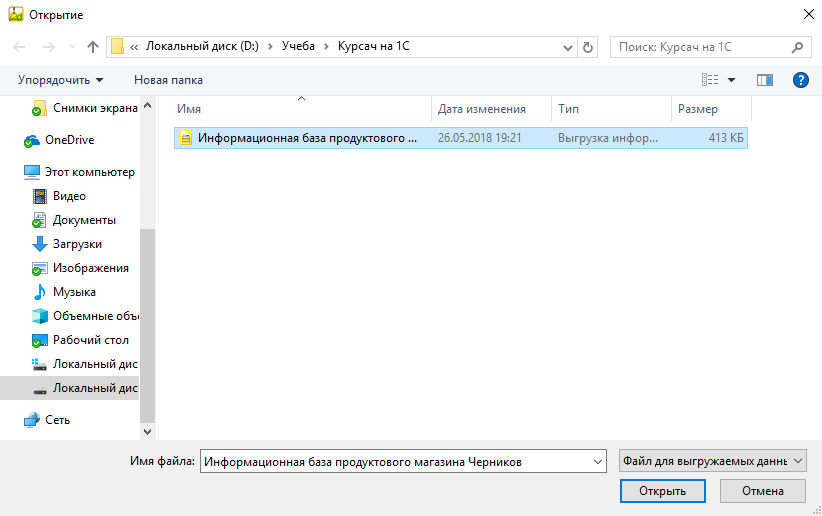 Открытие
« Локальный диск (D:) > Учеба > Курсач на 1С
Поиск: Курсач на 1С
Упорядочить Новая папка
Имя Дата изменения Тип Размер
Информационная база продуктового ... 26.05.2018 19:21 Выгрузка инфор... 413 КБ
Снимки экрана
OneDrive
Этот компьютер
Видео
Документы
Загрузки
Изображения
Музыка
Объемные объ
Рабочий стол
Локальный дис
Локальный дис
Сеть
Имя файла: Информационная база продуктового магазина Черников
Файл для выгружаемых данн
Открыть Отмена